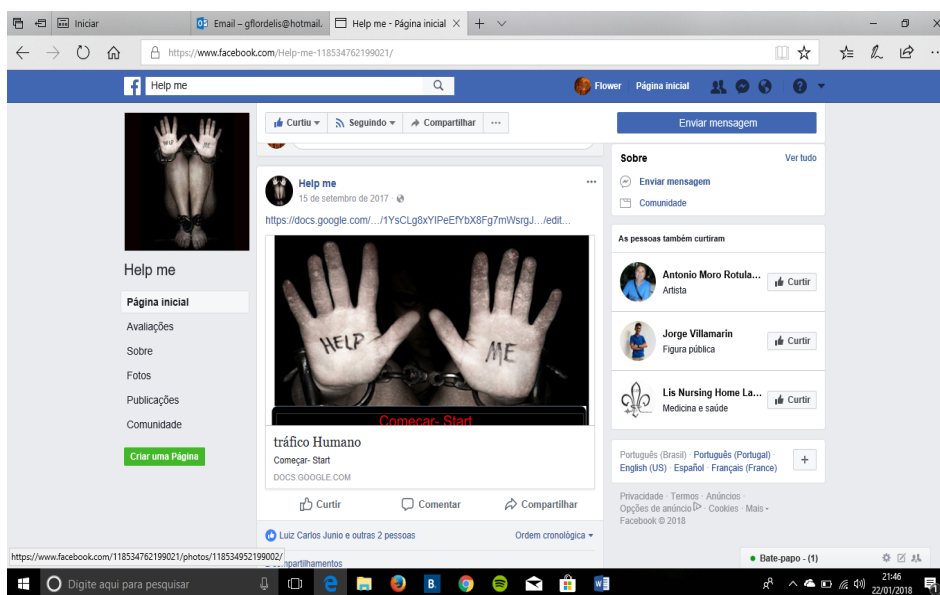 Iniciar
Email – gflordelis@hotmail.
Help me - Página inicial
https://www.facebook.com/Help-me-118534762199021/
Help me
Flower
Página inicial
Curtiu
Seguindo
Compartilhar
Enviar mensagem
Help me
Página inicial
Avaliações
Sobre
Fotos
Publicações
Comunidade
Criar uma Página
Help me
15 de setembro de 2017
https://docs.google.com/…/1YsCLg8xYIPeEfYbX8Fg7mWsrgJ…/edit…
HELP
ME
Começar- Start
tráfico Humano
Começar- Start
DOCS.GOOGLE.COM
Curtir
Comentar
Compartilhar
Luiz Carlos Junio e outras 2 pessoas
Ordem cronológica
Sobre
Ver tudo
Enviar mensagem
Comunidade
As pessoas também curtiram
Antonio Moro Rotula...
Artista
Curtir
Jorge Villamarin
Figura pública
Curtir
Lis Nursing Home La...
Medicina e saúde
Curtir
Português (Brasil) · Português (Portugal) ·
English (US) · Español · Français (France)
Privacidade · Termos · Anúncios ·
Opções de anúncio · Cookies · Mais
Facebook © 2018
https://www.facebook.com/118534762199021/photos/118534952199002/
Bate-papo - (1)
Digite aqui para pesquisar
21:46
22/01/2018